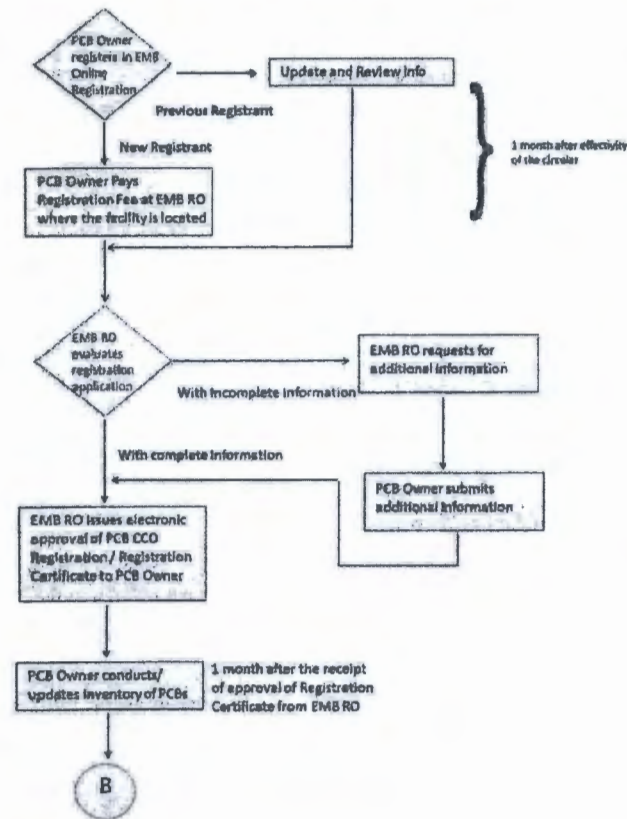 PCB Owner
registers in EMB
Online
Registration
Update and Review Info
Previous Registrant
New Registrant
1 month after effectivity
of the circular
PCB Owner Pays
Registration Fee at EMB RO
where the facility is located
EMB RO
evaluates
registration
application
EMB RO requests for
additional information
With Incomplete Information
With complete Information
PCB Owner submits
additional information
EMB RO issues electronic
approval of PCB CCO
Registration / Registration
Certificate to PCB Owner
PCB Owner conducts/
updates inventory of PCBs
1 month after the receipt
of approval of Registration
Certificate from EMB RO
B